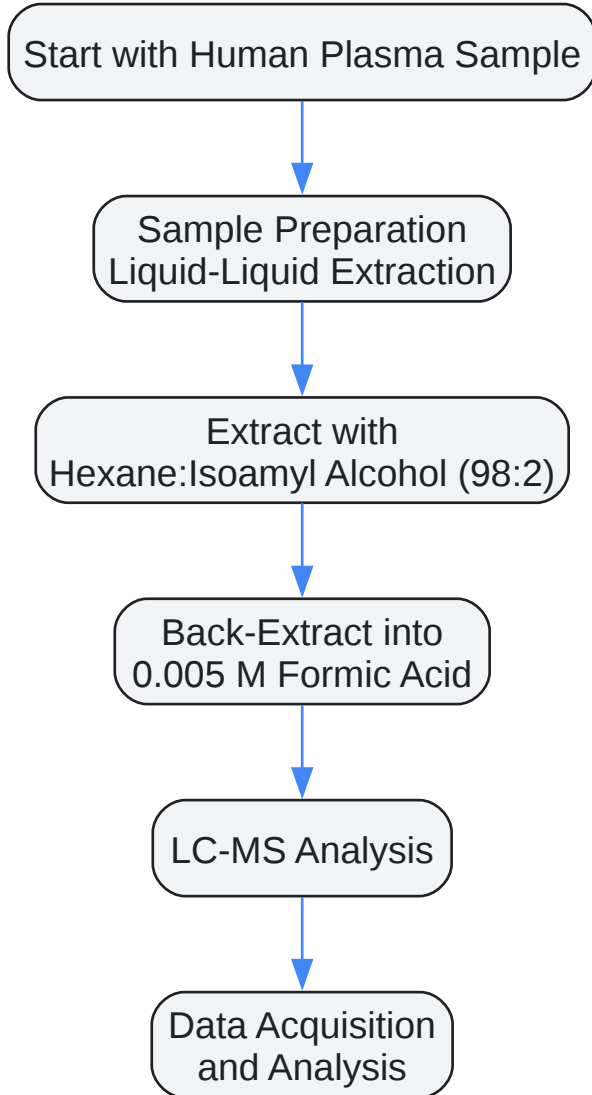 Start with Human Plasma Sample
Sample Preparation
Liquid-Liquid Extraction
Extract with
Hexane:Isoamyl Alcohol (98:2)
Back-Extract into
0.005 M Formic Acid
LC-MS Analysis
Data Acquisition
and Analysis